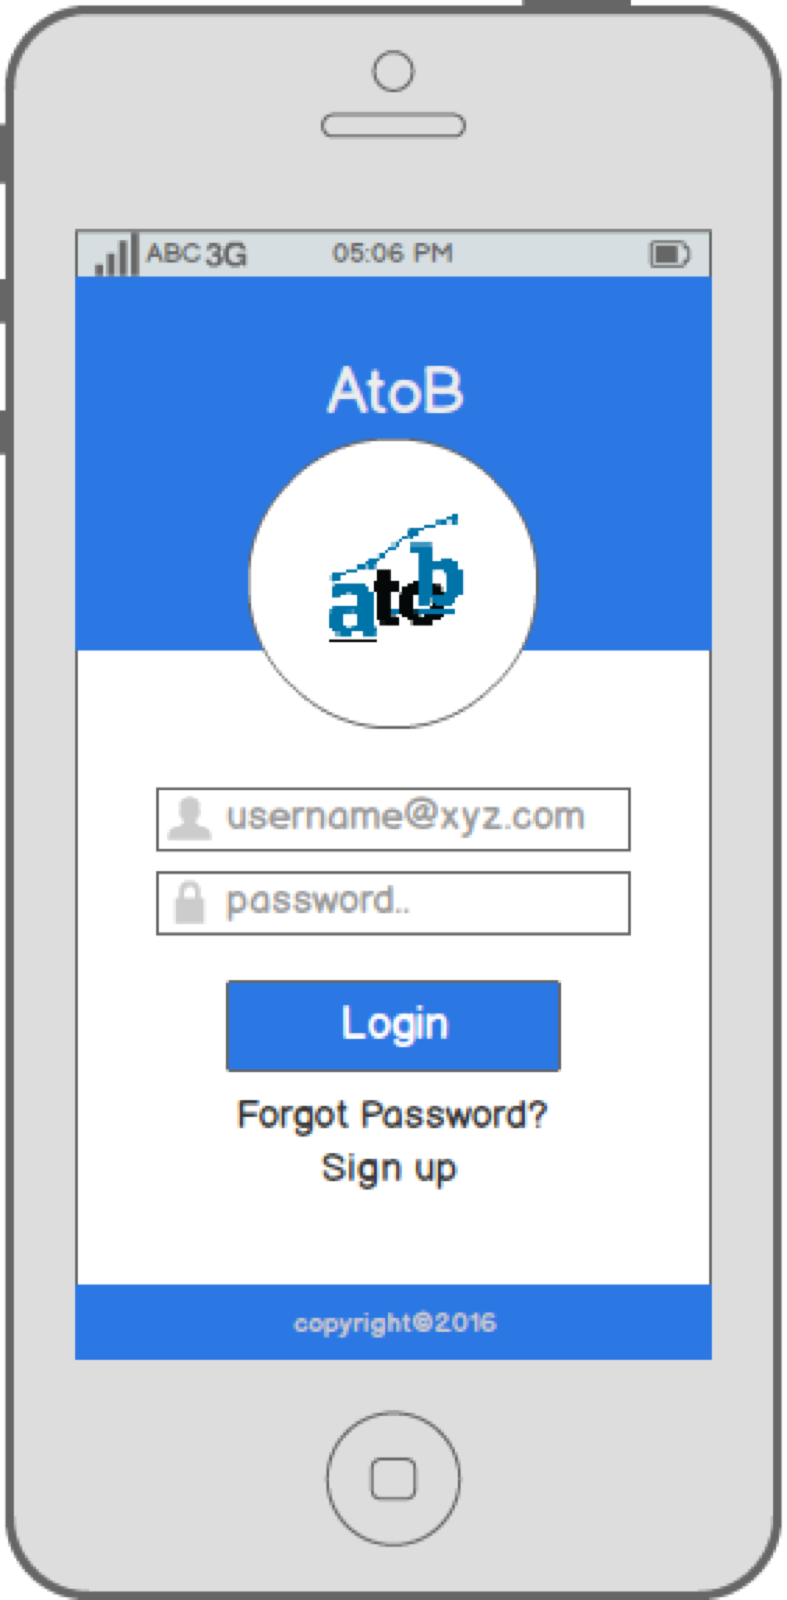 ABC 3G 05:06 PM
AtoB
atob
username@xyz.com
password..
Login
Forgot Password?
Sign up
copyright©2016